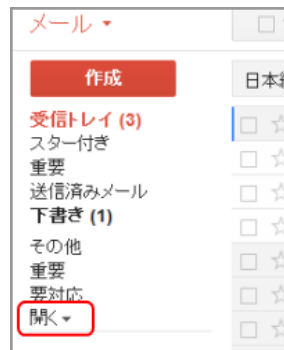 メール
作成
日本
受信トレイ (3)
スター付き
重要
送信済みメール
下書き (1)
その他
重要
要対応
開く